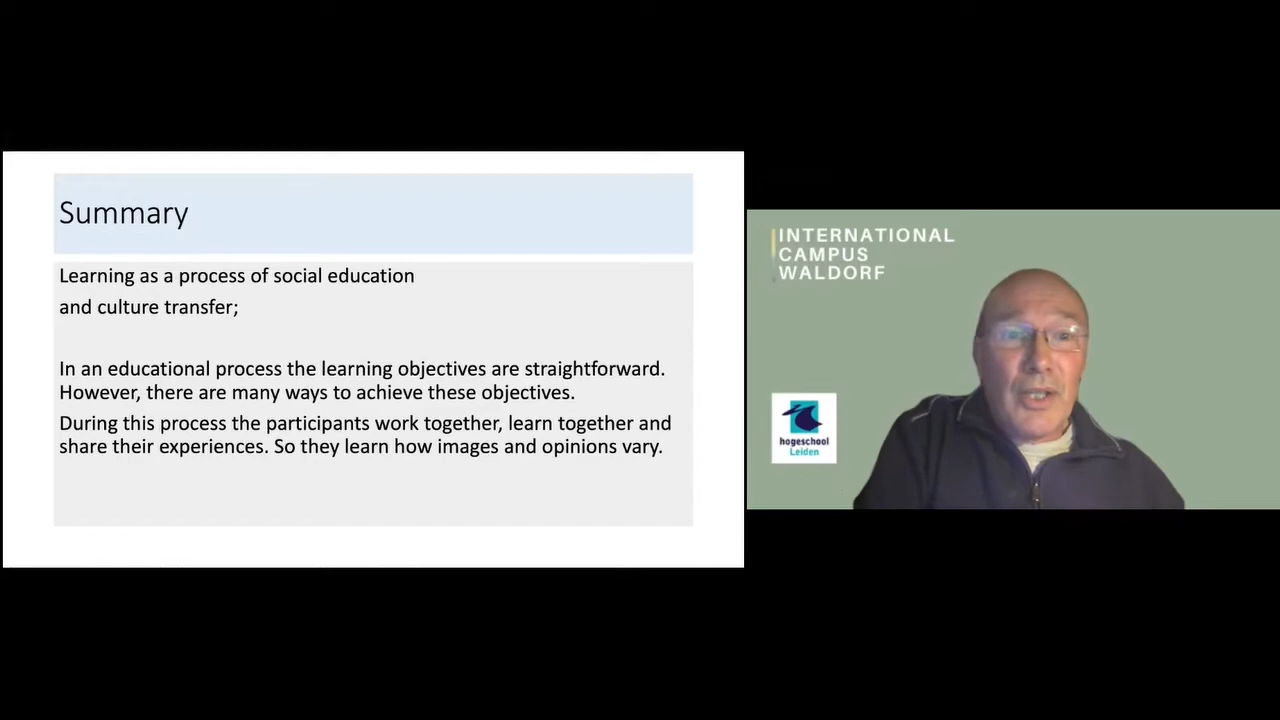 Summary
Learning as a process of social education
and culture transfer;
In an educational process the learning objectives are straightforward.
However, there are many ways to achieve these objectives.
During this process the participants work together, learn together and
share their experiences. So they learn how images and opinions vary.
INTERNATIONAL
CAMPUS
WALDORF
hogeschool
Leiden